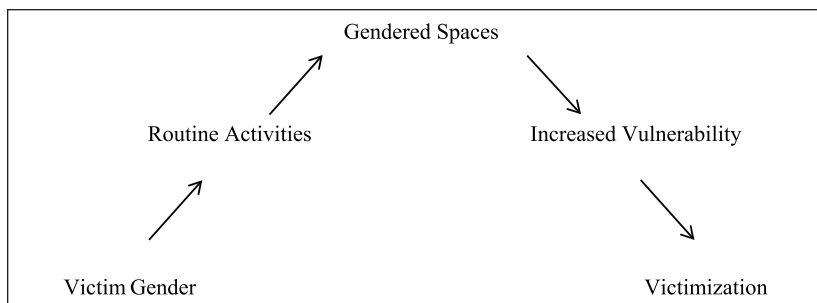 Gendered Spaces
Routine Activities
Increased Vulnerability
Victim Gender
Victimization